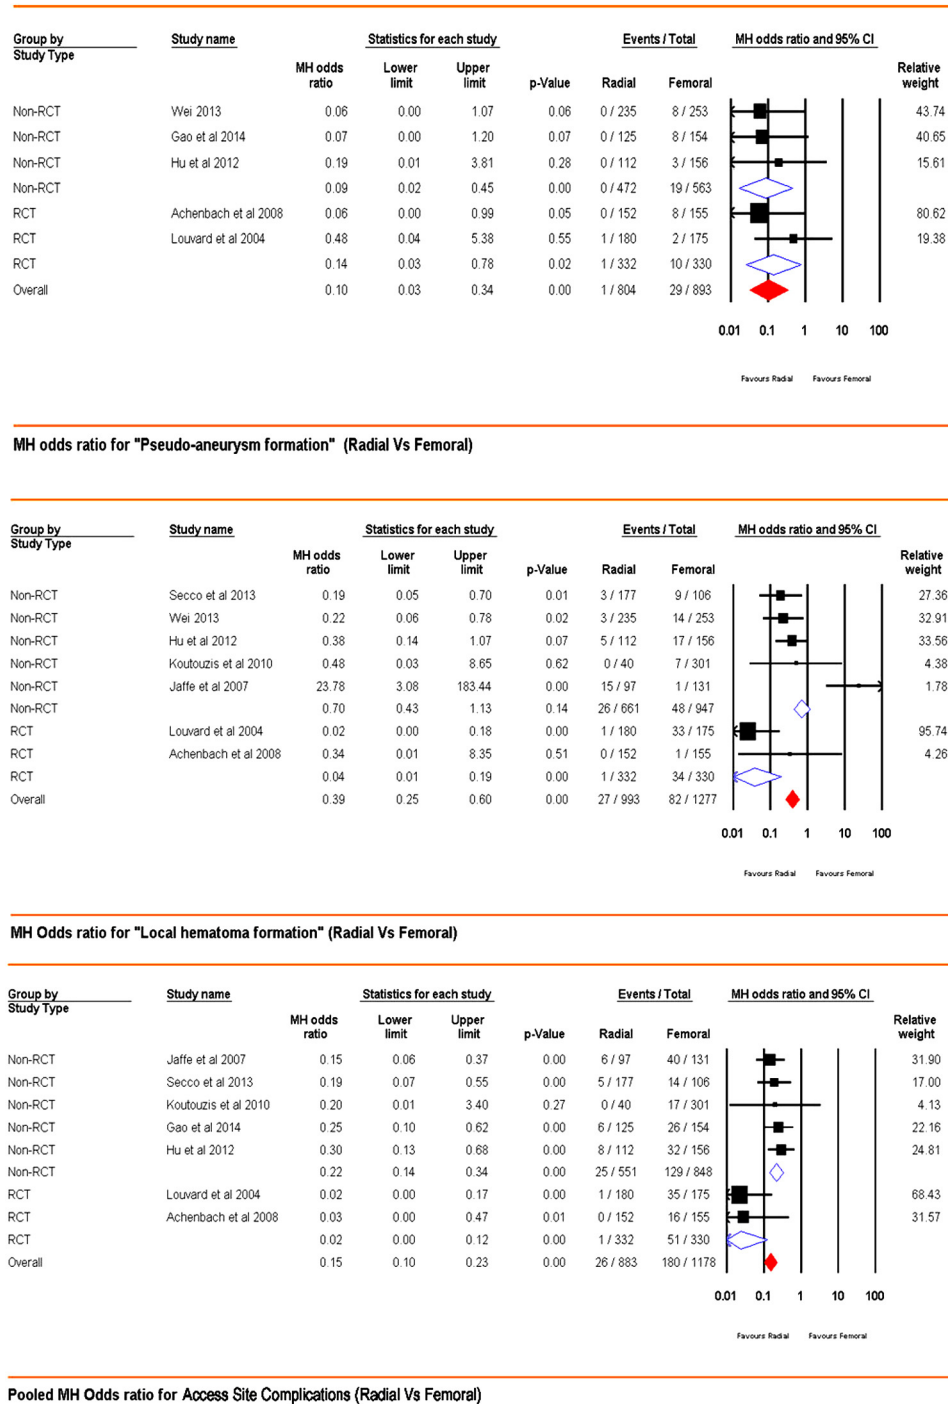 Group by Study name Statistics for each study Events / Total MH odds ratio and 95% CI
Study Type
MH odds Lower Upper Relative
ratio limit limit p-Value Radial Femoral weight
Non-RCT Wei 2013 0.06 0.00 1.07 0.06 0 / 235 8 / 253 43.74
Non-RCT Gao et al 2014 0.07 0.00 1.20 0.07 0 / 125 8 / 154 40.65
Non-RCT Hu et al 2012 0.19 0.01 3.81 0.28 0 / 112 3 / 156 15.61
Non-RCT 0.09 0.02 0.45 0.00 0 / 472 19 / 563
RCT Achenbach et al 2008 0.06 0.00 0.99 0.05 0 / 152 8 / 155 80.62
RCT Louvard et al 2004 0.48 0.04 5.38 0.55 1 / 180 2 / 175 19.38
RCT 0.14 0.03 0.78 0.02 1 / 332 10 / 330
Overall 0.10 0.03 0.34 0.00 1 / 804 29 / 893
0.01 0.1 1 10 100
Favours Radial Favours Femoral
MH odds ratio for "Pseudo-aneurysm formation" (Radial Vs Femoral)
Group by Study name Statistics for each study Events / Total MH odds ratio and 95% CI
Study Type
MH odds Lower Upper Relative
ratio limit limit p-Value Radial Femoral weight
Non-RCT Secco et al 2013 0.19 0.05 0.70 0.01 3 / 177 9 / 106 27.36
Non-RCT Wei 2013 0.22 0.06 0.78 0.02 3 / 235 14 / 253 32.91
Non-RCT Hu et al 2012 0.38 0.14 1.07 0.07 5 / 112 17 / 156 33.56
Non-RCT Koutouzis et al 2010 0.48 0.03 8.65 0.62 0 / 40 7 / 301 4.38
Non-RCT Jaffe et al 2007 23.78 3.08 183.44 0.00 15 / 97 1 / 131 1.78
Non-RCT 0.70 0.43 1.13 0.14 26 / 661 48 / 947
RCT Louvard et al 2004 0.02 0.00 0.18 0.00 1 / 180 33 / 175 95.74
RCT Achenbach et al 2008 0.34 0.01 8.35 0.51 0 / 152 1 / 155 4.26
RCT 0.04 0.01 0.19 0.00 1 / 332 34 / 330
Overall 0.39 0.25 0.60 0.00 27 / 993 82 / 1277
0.01 0.1 1 10 100
Favours Radial Favours Femoral
MH Odds ratio for "Local hematoma formation" (Radial Vs Femoral)
Group by Study name Statistics for each study Events / Total MH odds ratio and 95% CI
Study Type
MH odds Lower Upper Relative
ratio limit limit p-Value Radial Femoral weight
Non-RCT Jaffe et al 2007 0.15 0.06 0.37 0.00 6 / 97 40 / 131 31.90
Non-RCT Secco et al 2013 0.19 0.07 0.55 0.00 5 / 177 14 / 106 17.00
Non-RCT Koutouzis et al 2010 0.20 0.01 3.40 0.27 0 / 40 17 / 301 4.13
Non-RCT Gao et al 2014 0.25 0.10 0.62 0.00 6 / 125 26 / 154 22.16
Non-RCT Hu et al 2012 0.30 0.13 0.68 0.00 8 / 112 32 / 156 24.81
Non-RCT 0.22 0.14 0.34 0.00 25 / 551 129 / 848
RCT Louvard et al 2004 0.02 0.00 0.17 0.00 1 / 180 35 / 175 68.43
RCT Achenbach et al 2008 0.03 0.00 0.47 0.01 0 / 152 16 / 155 31.57
RCT 0.02 0.00 0.12 0.00 1 / 332 51 / 330
Overall 0.15 0.10 0.23 0.00 26 / 883 180 / 1178
0.01 0.1 1 10 100
Favours Radial Favours Femoral
Pooled MH Odds ratio for Access Site Complications (Radial Vs Femoral)